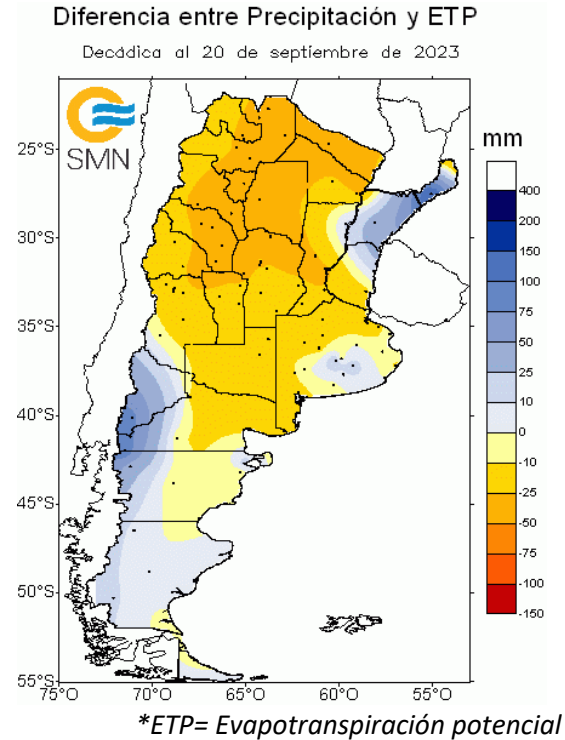 Diferencia entre Precipitación y ETP
Decádica al 20 de septiembre de 2023
SMN
mm
25°S
30°S
35°S
40°S
45°S
50°S
55°S
75°O
70°O
65°O
60°O
55°O
400
200
150
100
75
50
25
10
0
-10
-25
-50
-75
-100
-150
*ETP= Evapotranspiración potencial